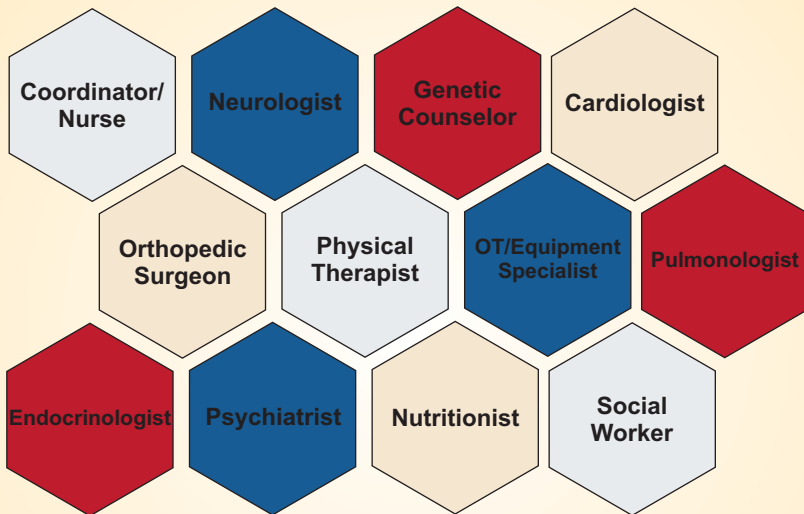 Coordinator/
Nurse
Neurologist
Genetic
Counselor
Cardiologist
Orthopedic
Surgeon
Physical
Therapist
OT/Equipment
Specialist
Pulmonologist
Endocrinologist
Psychiatrist
Nutritionist
Social
Worker